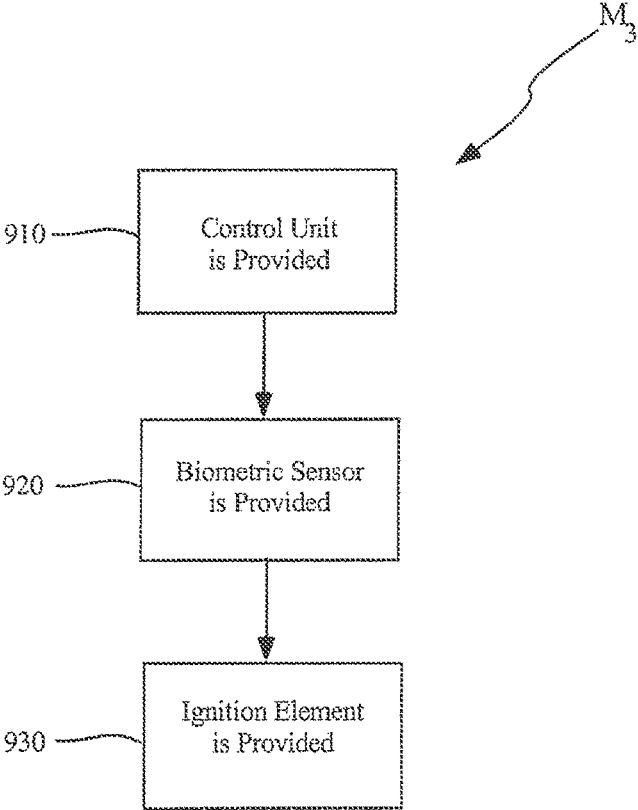 M3
910
Control Unit
is Provided
920
Biometric Sensor
is Provided
930
Ignition Element
is Provided